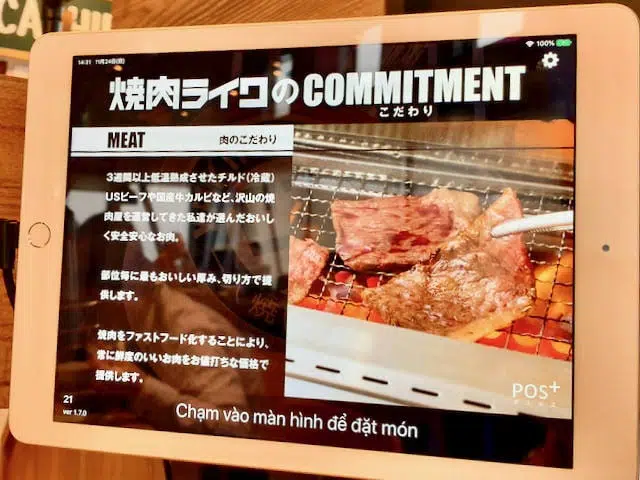 14:31 11月24日(日)
100%
焼肉ライクのCOMMITMENT
こだわり
MEAT 肉のこだわり
3週間以上低温熟成させたチルド(冷蔵)
USビーフや国産牛カルビなど、沢山の焼
肉屋を運営してきた私達が選んだおいし
く安全安心なお肉。
部位毎に最もおいしい厚み、切り方で提
供します。
焼肉をファストフード化することにより、
常に鮮度のいいお肉をお値打ちな価格で
提供します。
POS+
21
ver 1.7.0
Chạm vào màn hình để đặt món